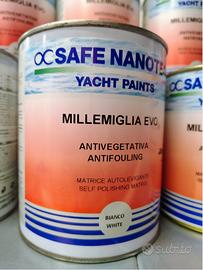 SAFE NANOTE
YACHT PAINTS
MILLEMIGLIA EVO
ANTIVEGETATIVA
ANTIFOULING
MATRICE AUTOLEVIGANTE
SELF POLISHING MATRIX
BIANCO
WHITE
subito